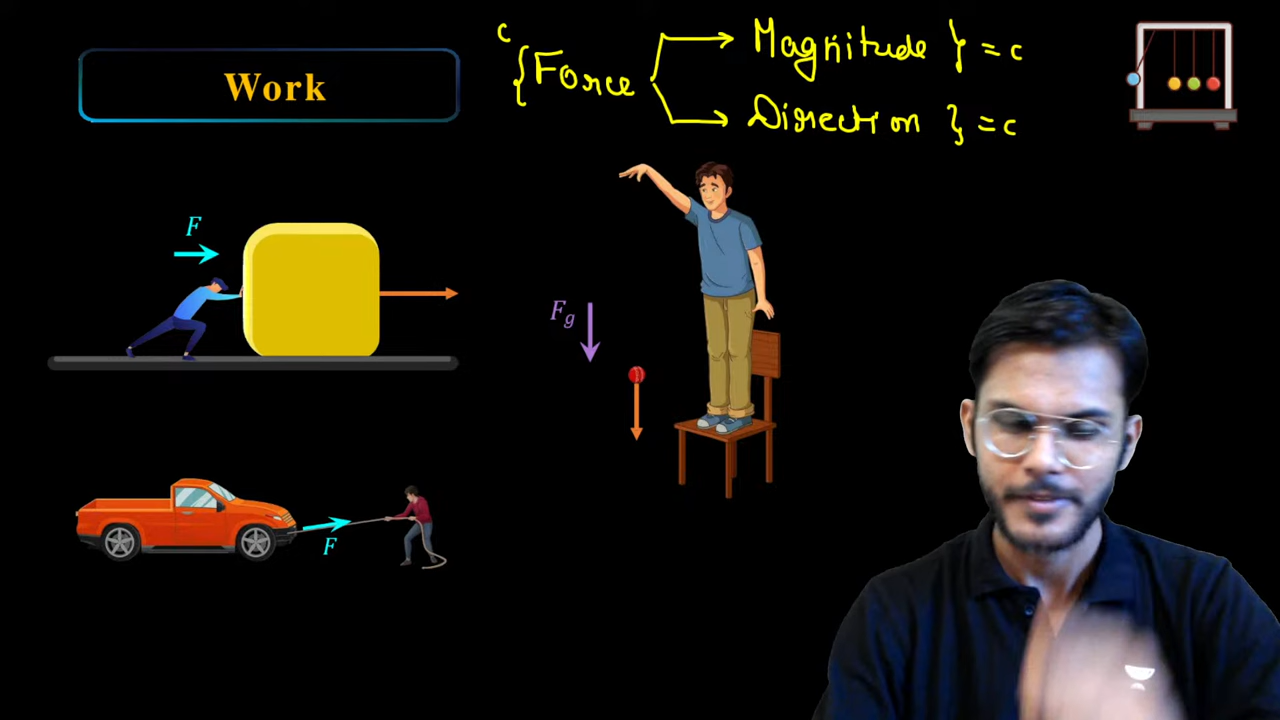 Work
c
{Force
Magnitude } = c
Direction } = c
F
F_g
F